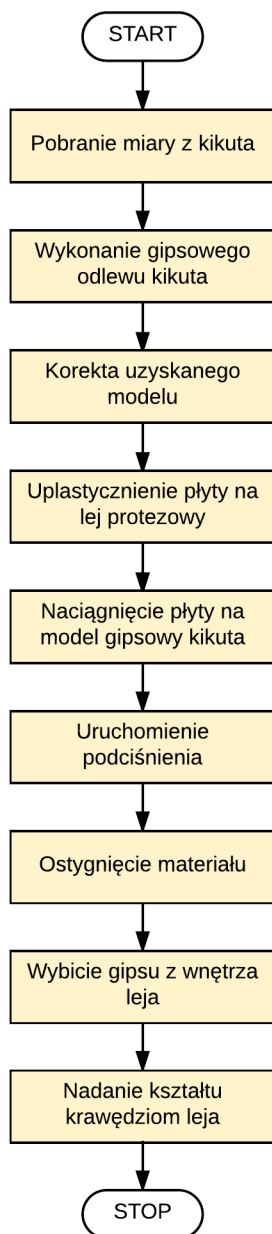 START
Pobranie miary z kikuta
Wykonanie gipsowego
odlewu kikuta
Korekta uzyskanego
modelu
Uplastycznienie płyty na
lej protezowy
Naciągnięcie płyty na
model gipsowy kikuta
Uruchomienie
podciśnienia
Ostygnięcie materiału
Wybicie gipsu z wnętrza
leja
Nadanie kształtu
krawędziom leja
STOP